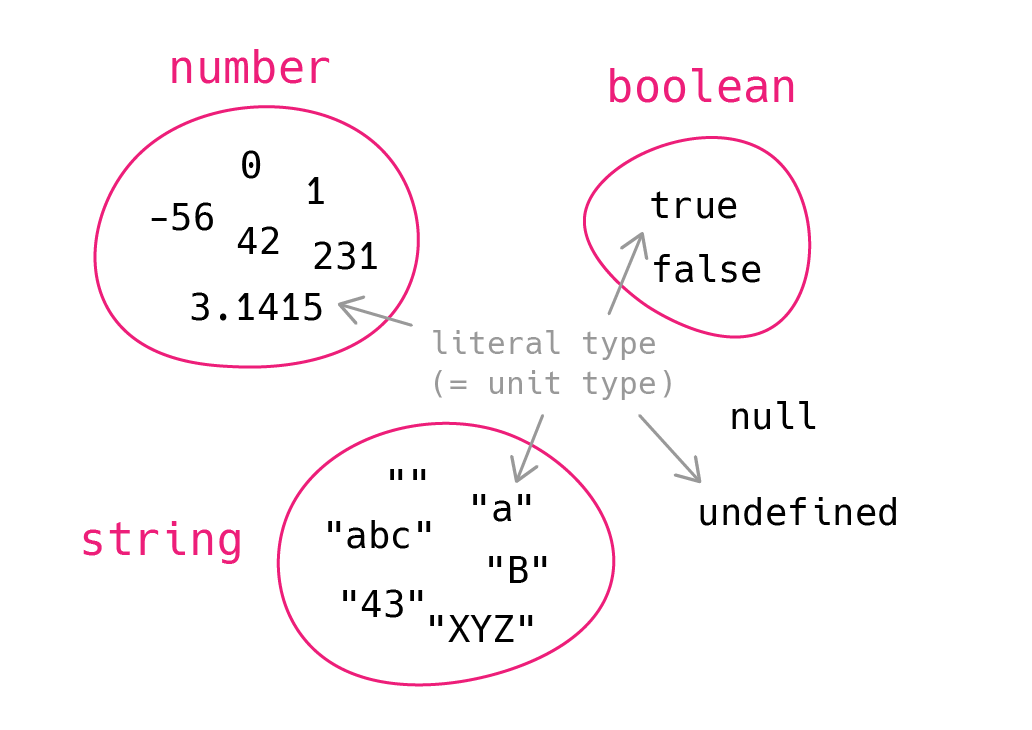 number
boolean
0
1
-56
42
231
3.1415
true
false
literal type
(= unit type)
null
undefined
string
""
"a"
"abc"
"B"
"43"
"XYZ"